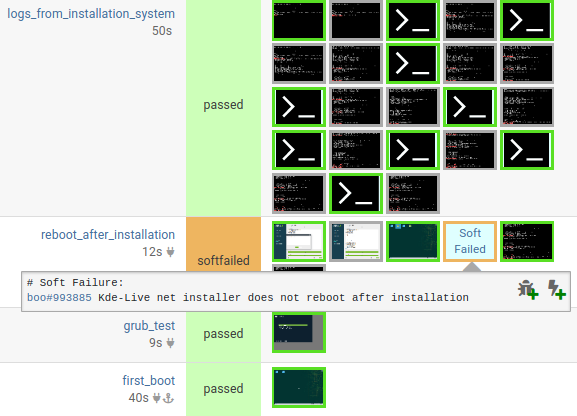 logs_from_installation_system
50s
passed
reboot_after_installation
12s
softfailed
Soft
Failed
# Soft Failure:
boo#993885 Kde-Live net installer does not reboot after installation
grub_test
9s
passed
first_boot
40s
passed